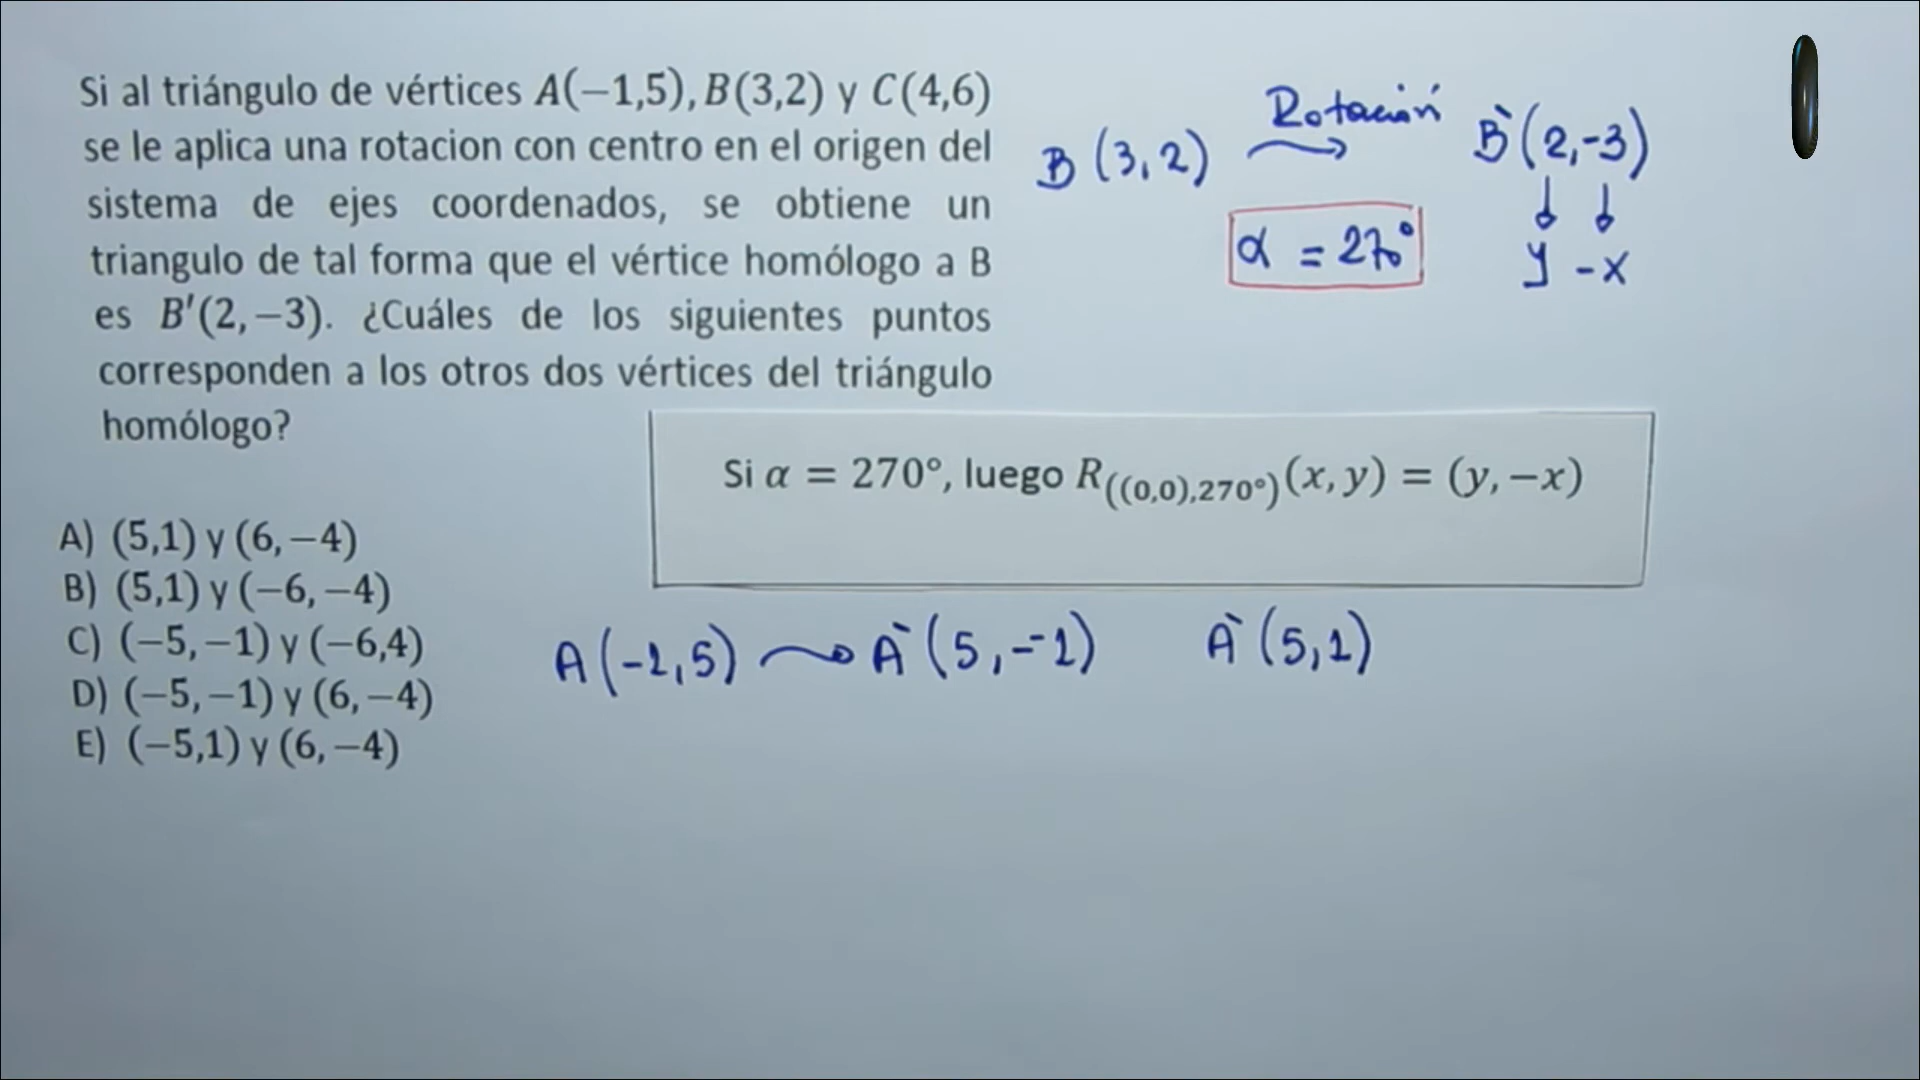 Si al triángulo de vértices A(−1,5), B(3,2) y C(4,6)
se le aplica una rotacion con centro en el origen del
sistema de ejes coordenados, se obtiene un
triangulo de tal forma que el vértice homólogo a B
es B′(2,−3). ¿Cuáles de los siguientes puntos
corresponden a los otros dos vértices del triángulo
homólogo?
B (3,2) Rotación B` (2,-3)
α = 270° y -x
Si α = 270°, luego R((0,0),270°)(x, y) = (y, −x)
A) (5,1) y (6,−4)
B) (5,1) y (−6,−4)
C) (−5,−1) y (−6,4)
D) (−5,−1) y (6,−4)
E) (−5,1) y (6,−4)
A(-1,5) A` (5,--1) A` (5,1)